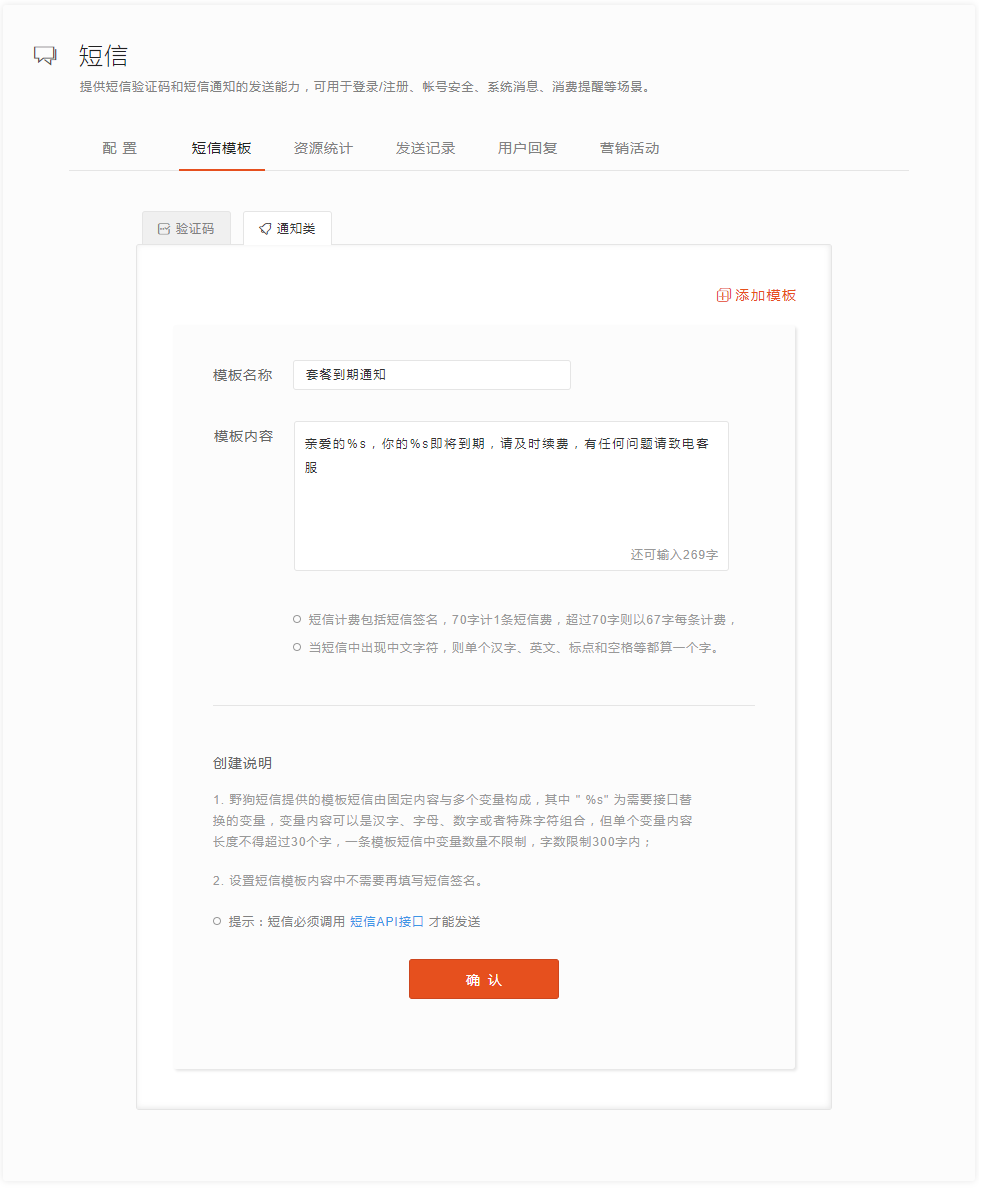 短信
提供短信验证码和短信通知的发送能力，可用于登录/注册、帐号安全、系统消息、消费提醒等场景。
配 置 短信模板 资源统计 发送记录 用户回复 营销活动
验证码 通知类
添加模板
模板名称 套餐到期通知
模板内容 亲爱的%s，你的%s即将到期，请及时续费，有任何问题请致电客
服
还可输入269字
短信计费包括短信签名，70字计1条短信费，超过70字则以67字每条计费，
当短信中出现中文字符，则单个汉字、英文、标点和空格等都算一个字。
创建说明
1. 野狗短信提供的模板短信由固定内容与多个变量构成，其中 " %s" 为需要接口替
换的变量，变量内容可以是汉字、字母、数字或者特殊字符组合，但单个变量内容
长度不得超过30个字，一条模板短信中变量数量不限制，字数限制300字内；
2. 设置短信模板内容中不需要再填写短信签名。
提示：短信必须调用 短信API接口 才能发送
确 认